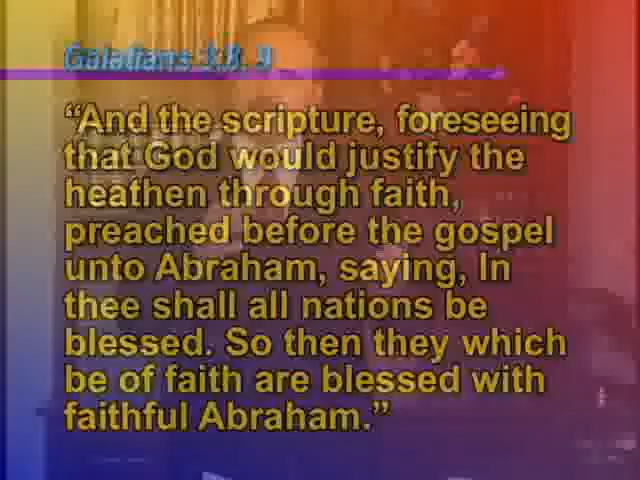 Galatians 3:8, 9
“And the scripture, foreseeing
that God would justify the
heathen through faith,
preached before the gospel
unto Abraham, saying, In
thee shall all nations be
blessed. So then they which
be of faith are blessed with
faithful Abraham.”